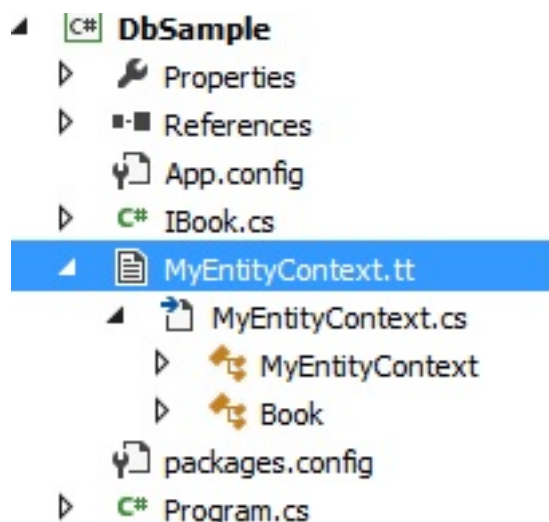 C# DbSample
Properties
References
App.config
C# IBook.cs
MyEntityContext.tt
MyEntityContext.cs
MyEntityContext
Book
packages.config
C# Program.cs